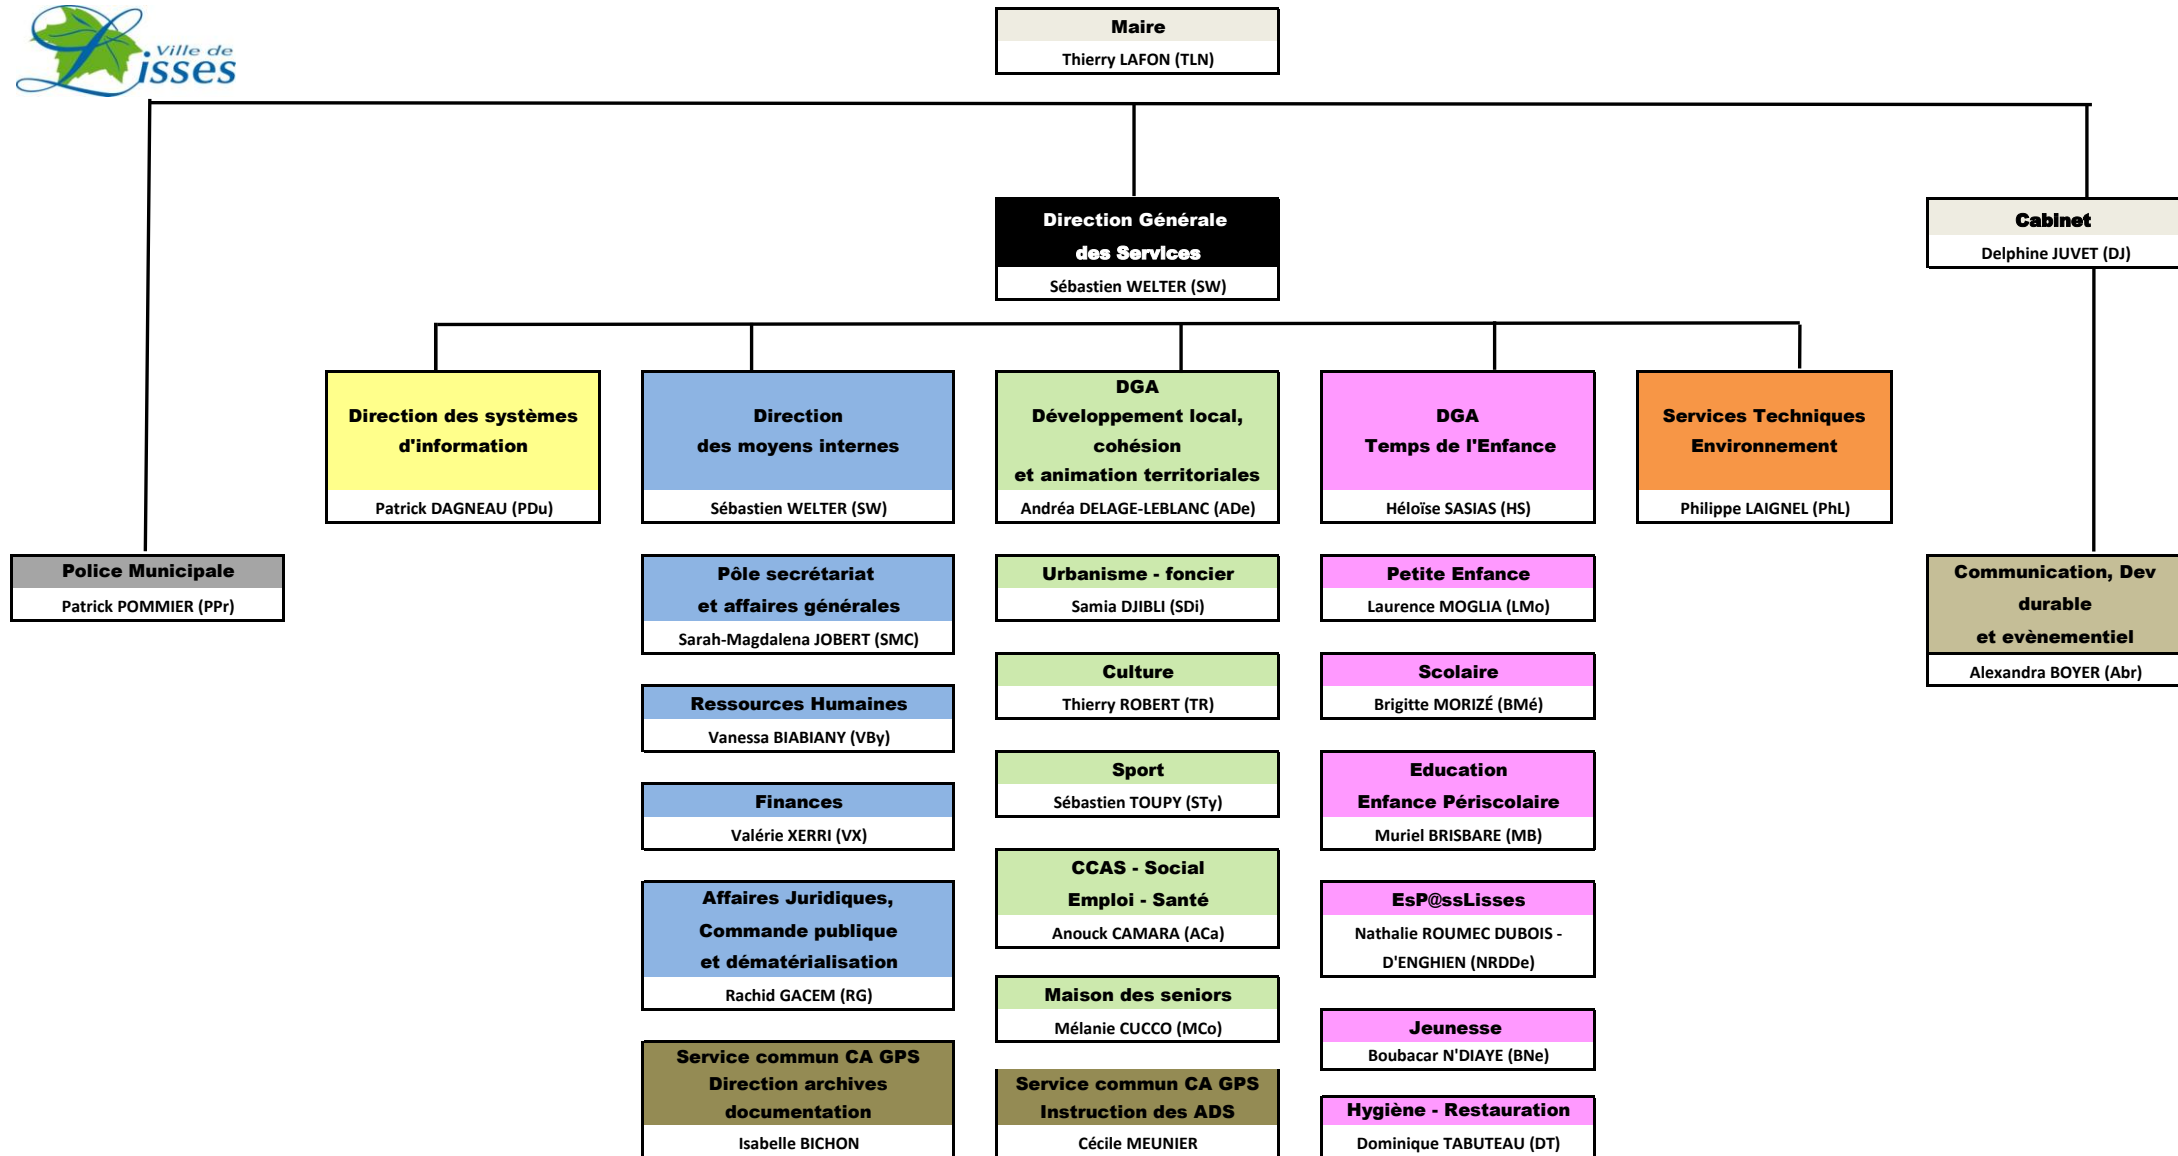 Ville de
Lisses
Maire
Thierry LAFON (TLN)
Direction Générale
des Services
Sébastien WELTER (SW)
Cabinet
Delphine JUVET (DJ)
Direction des systèmes
d'information
Patrick DAGNEAU (PDu)
Direction
des moyens internes
Sébastien WELTER (SW)
DGA
Développement local,
cohésion
et animation territoriales
Andréa DELAGE-LEBLANC (ADe)
DGA
Temps de l'Enfance
Héloïse SASIAS (HS)
Services Techniques
Environnement
Philippe LAIGNEL (PhL)
Police Municipale
Patrick POMMIER (PPr)
Pôle secrétariat
et affaires générales
Sarah-Magdalena JOBERT (SMC)
Ressources Humaines
Vanessa BIABIANY (VBy)
Finances
Valérie XERRI (VX)
Affaires Juridiques,
Commande publique
et dématérialisation
Rachid GACEM (RG)
Service commun CA GPS
Direction archives
documentation
Isabelle BICHON
Urbanisme - foncier
Samia DJIBLI (SDi)
Culture
Thierry ROBERT (TR)
Sport
Sébastien TOUPY (STy)
CCAS - Social
Emploi - Santé
Anouck CAMARA (ACa)
Maison des seniors
Mélanie CUCCO (MCo)
Service commun CA GPS
Instruction des ADS
Cécile MEUNIER
Petite Enfance
Laurence MOGLIA (LMo)
Scolaire
Brigitte MORIZÉ (BMé)
Education
Enfance Périscolaire
Muriel BRISBARE (MB)
EsP@ssLisses
Nathalie ROUMEC DUBOIS -
D'ENGHIEN (NRDDe)
Jeunesse
Boubacar N'DIAYE (BNe)
Hygiène - Restauration
Dominique TABUTEAU (DT)
Communication, Dev
durable
et evènementiel
Alexandra BOYER (Abr)